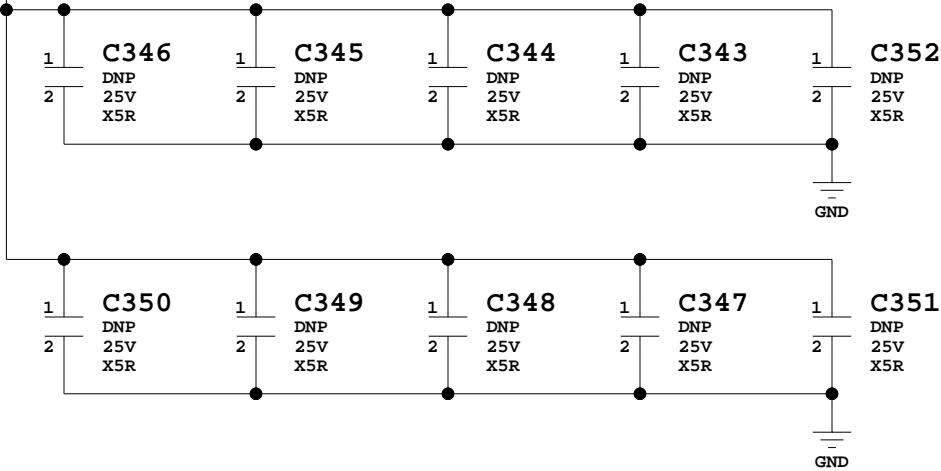 1 C346 1 C345 1 C344 1 C343 1 C352
DNP DNP DNP DNP DNP
2 25V 2 25V 2 25V 2 25V 2 25V
X5R X5R X5R X5R X5R
GND
1 C350 1 C349 1 C348 1 C347 1 C351
DNP DNP DNP DNP DNP
2 25V 2 25V 2 25V 2 25V 2 25V
X5R X5R X5R X5R X5R
GND